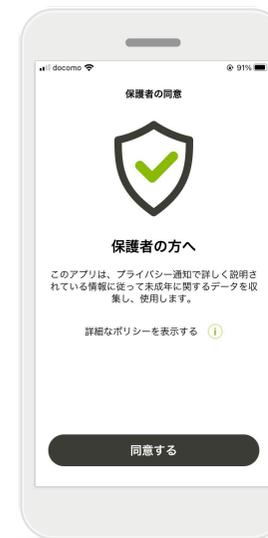 docomo 91%
保護者の同意
保護者の方へ
このアプリは、プライバシー通知で詳しく説明さ
れている情報に従って未成年に関するデータを収
集し、使用します。
詳細なポリシーを表示する i
同意する